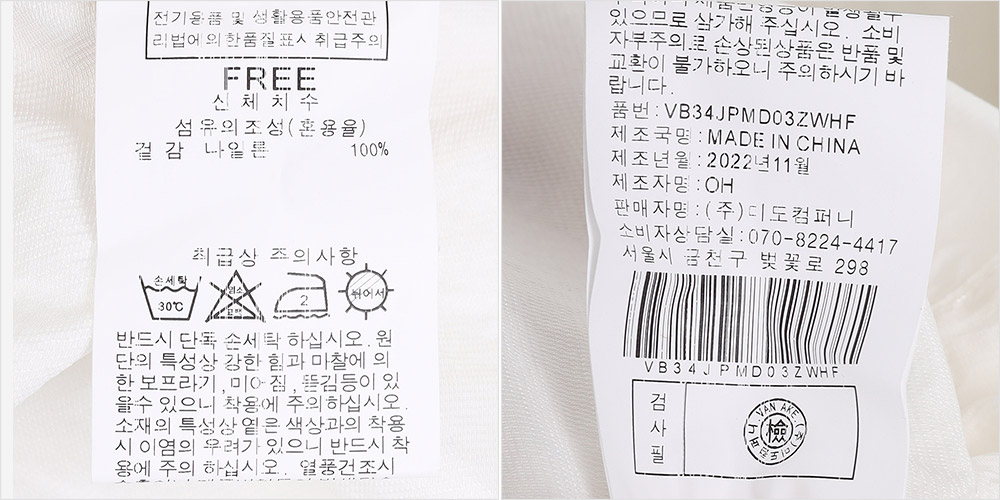 전기용품 및 생활용품안전관
리법에의한품질표시 취급주의
FREE
신 체 치 수
섬유의조성(혼용율)
겉 감 나일론 100%
취급상 주의사항
손세탁
30℃
염소
표백
2
뉘어서
반드시 단독 손세탁 하십시오.원
단의 특성상 강한 힘과 마찰에 의
한 보프라기,미어 짐,뜯김등이 있
을수 있으니 착용에 주의하십시오.
소재의 특성상 옅은 색상과의 착용
시 이염의 우려가 있으니 반드시 착
용에 주의 하십시오. 열풍건조시
있으므로 삼가해 주십시오. 소비
자부주의로 손상된상품은 반품및
교환이 불가하오니 주의하시기 바
랍니다.
품번:VB34JPMD03ZWHF
제조국명:MADE IN CHINA
제조년월:2022년11월
제조자명:OH
판매자명:(주)미도컴퍼니
소비자상담실:070-8224-4417
서울시 금천구 벚꽃로 298
VB34JPMD03ZWHF
검
사
필
VAN AKE (주)미도컴퍼니
檢